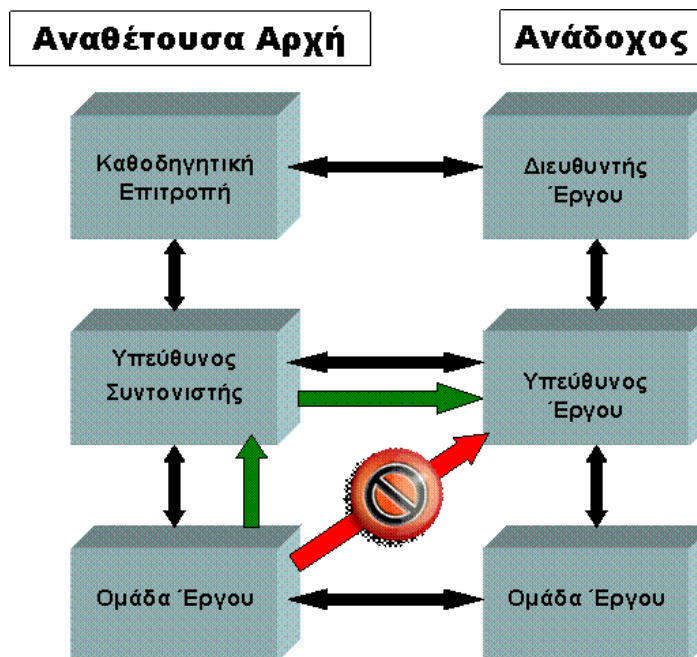 Αναθέτουσα Αρχή
Ανάδοχος
Καθοδηγητική
Επιτροπή
Διευθυντής
Έργου
Υπεύθυνος
Συντονιστής
Υπεύθυνος
Έργου
Ομάδα Έργου
Ομάδα Έργου